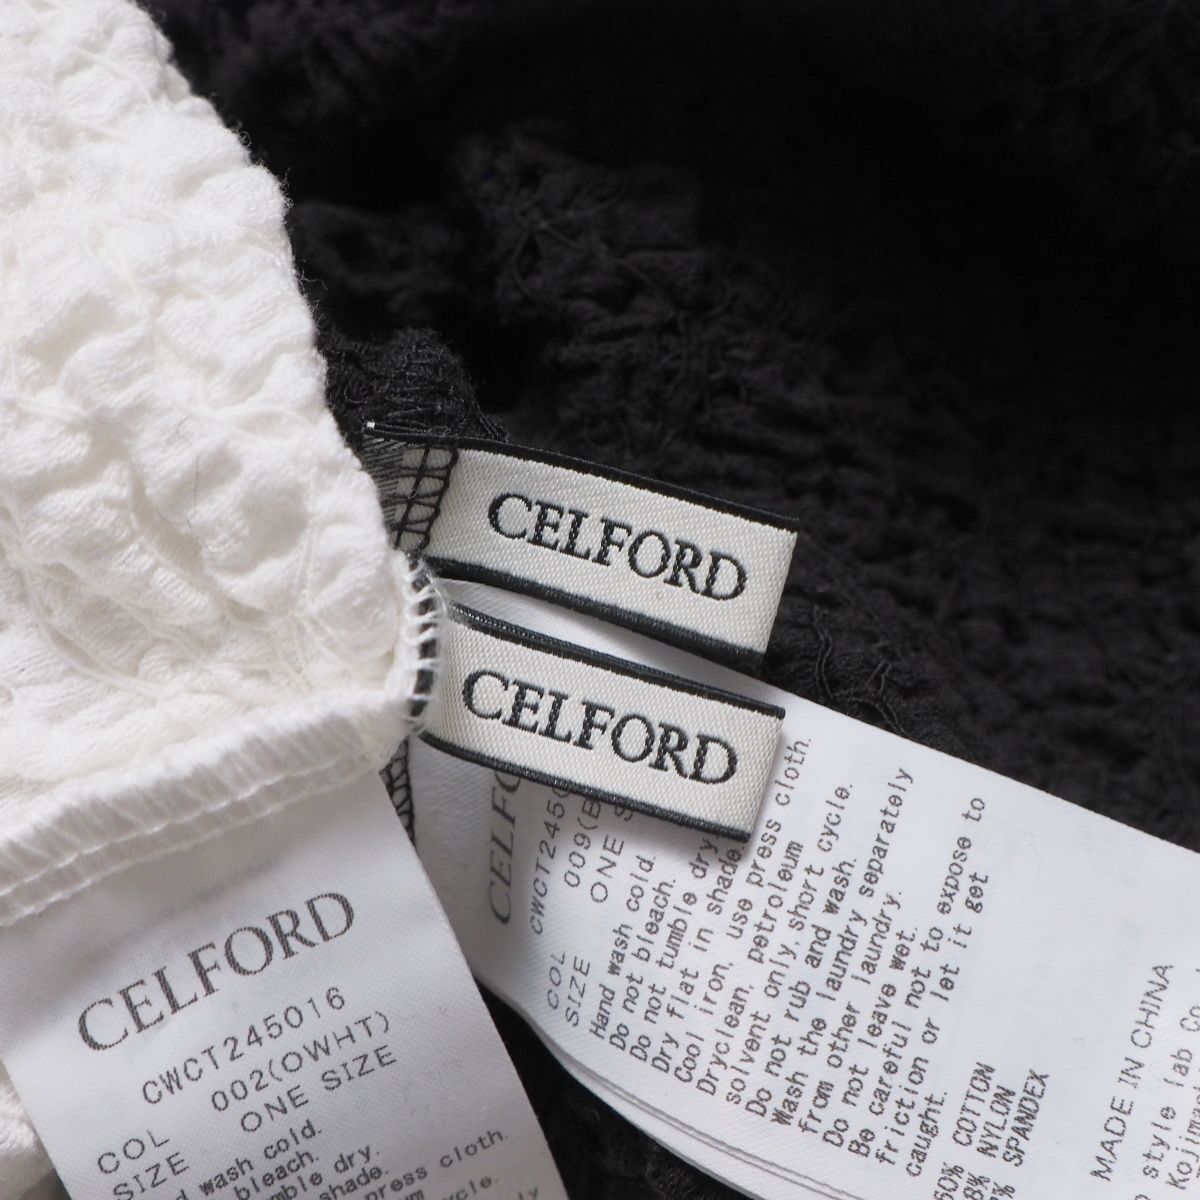 CELFORD
CELFORD
CELFORD
CWCT245016
COL 002(OWHT)
SIZE ONE SIZE
wash cold.
bleach.
dry.
shade.
press cloth.
CWCT245
COL 009(B
SIZE ONE S
Hand wash cold.
Do not bleach.
Do not tumble dry.
Dry flat in shade.
Cool iron, use press cloth.
Dryclean, petroleum
solvent only, short cycle.
Do not rub and wash.
Wash the laundry separately
from other laundry.
Do not leave wet.
Be careful not to expose to
friction or let it get
caught.
COTTON
NYLON
SPANDEX
MADE IN CHINA
style lab Co